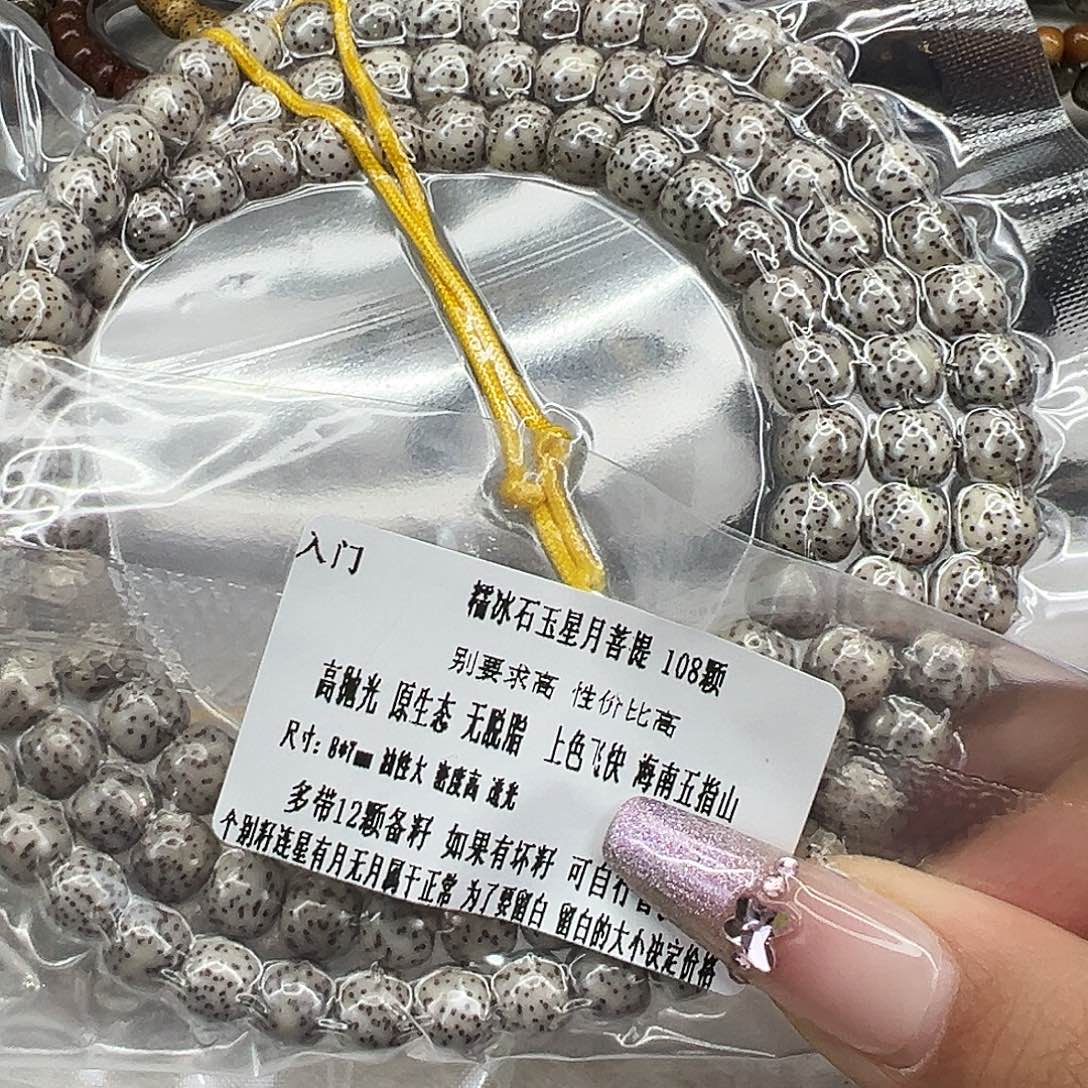 入门
糯冰石玉星月菩提 108颗
别要求高 性价比高
高抛光 原生态 无脱脂 上色飞快 海南五指山
尺寸：8*7mm 油性大 密度高 透光
多带12颗备籽 如果有坏籽 可自行
个别籽连星有月无月属于正常 为了要留白 留白的大小决定价格